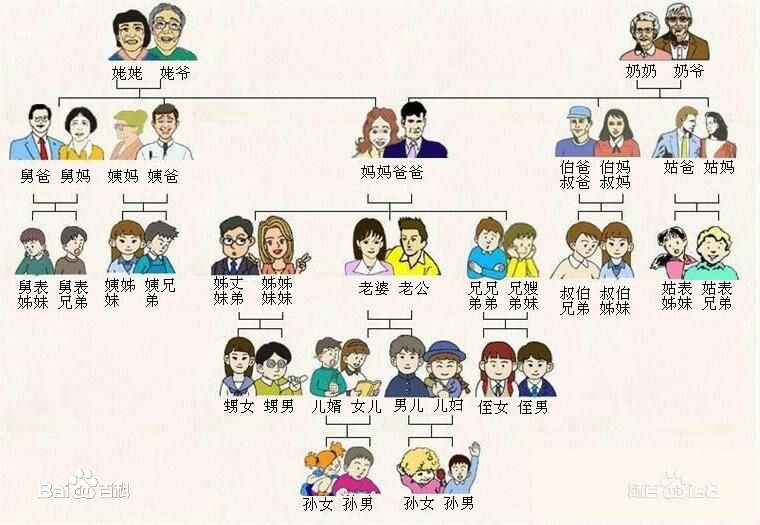 姥姥 姥爷
奶奶 奶爷
舅爸 舅妈 姨妈 姨爸
妈妈爸爸
伯爸 伯妈
叔爸 叔妈
姑爸 姑妈
舅表 舅表
姊妹 兄弟
姨姊 姨兄
妹 弟
姊丈 姊姊
妹弟 妹妹
老婆 老公
兄兄 兄嫂
弟弟 弟妹
叔伯 叔伯
兄弟 姊妹
姑表 姑表
姊妹 兄弟
甥女 甥男 儿婿 女儿 男儿 儿妇 侄女 侄男
孙女 孙男 孙女 孙男
Bai百科